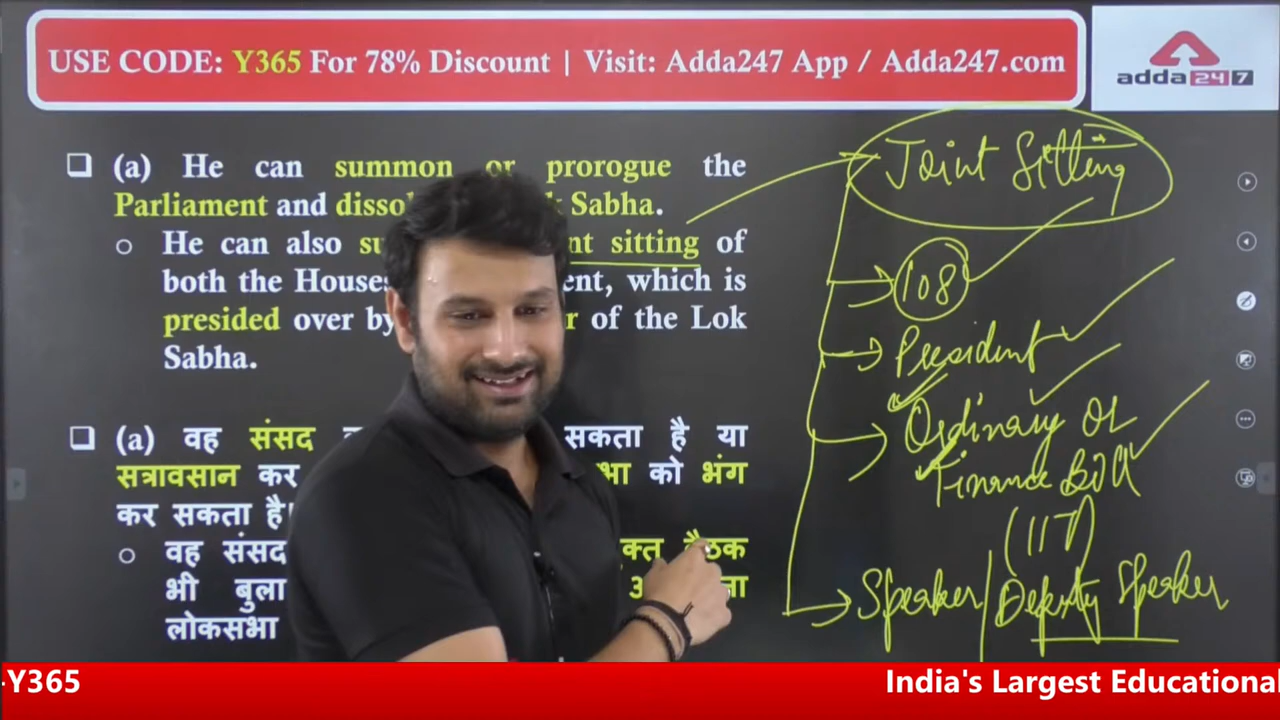 USE CODE: Y365 For 78% Discount | Visit: Adda247 App / Adda247.com
adda247
(a) He can summon or prorogue the
Parliament and disso k Sabha.
He can also su nt sitting of
both the Houses ent, which is
presided over by r of the Lok
Sabha.
(a) वह संसद सकता है या
सत्रावसान कर भा को भंग
कर सकता है।
वह संसद क्त बैठक
भी बुला
लोकसभा
Joint Sitting
108
President
Ordinary or
Finance Bill
(117)
Speaker/Deputy Speaker
-Y365
India's Largest Educational